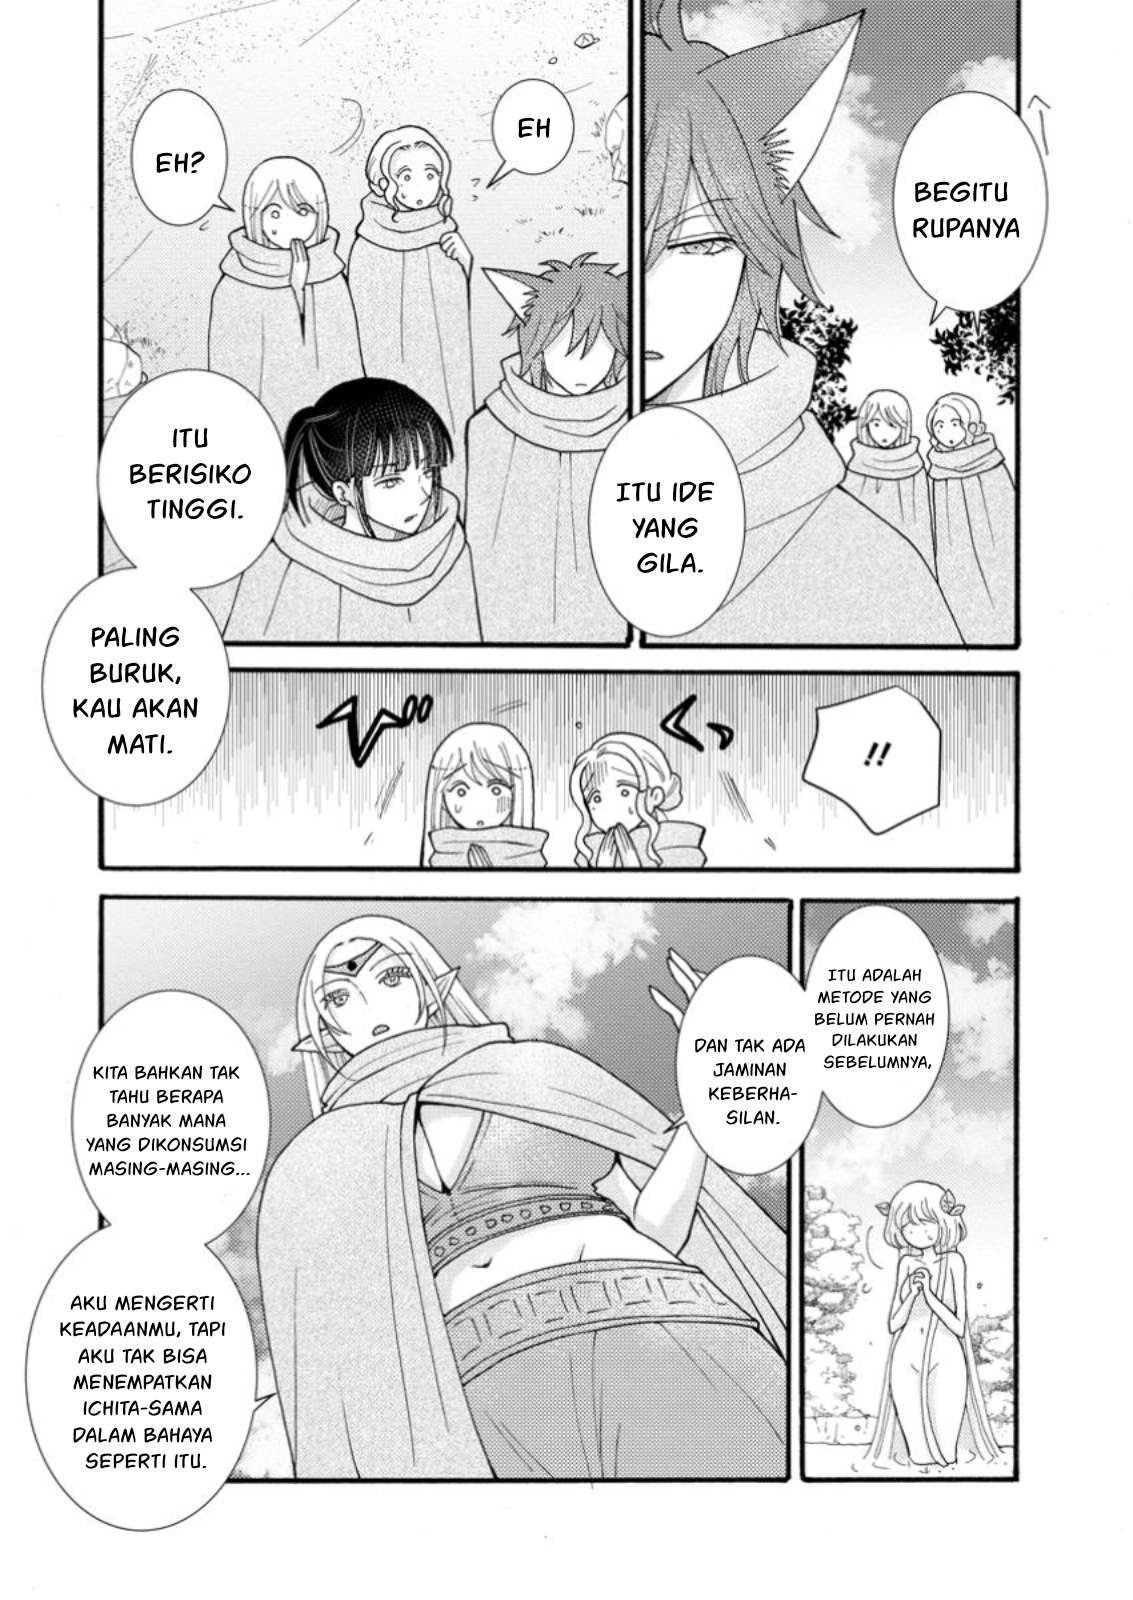 BEGITU
RUPANYA
ITU IDE
YANG
GILA.
EH
EH?
ITU
BERISIKO
TINGGI.
PALING
BURUK,
KAU AKAN
MATI.
!!
ITU ADALAH
METODE YANG
BELUM PERNAH
DILAKUKAN
SEBELUMNYA,
DAN TAK ADA
JAMINAN
KEBERHA-
SILAN.
KITA BAHKAN TAK
TAHU BERAPA
BANYAK MANA
YANG DIKONSUMSI
MASING-MASING...
AKU MENGERTI
KEADAANMU, TAPI
AKU TAK BISA
MENEMPATKAN
ICHITA-SAMA
DALAM BAHAYA
SEPERTI ITU.